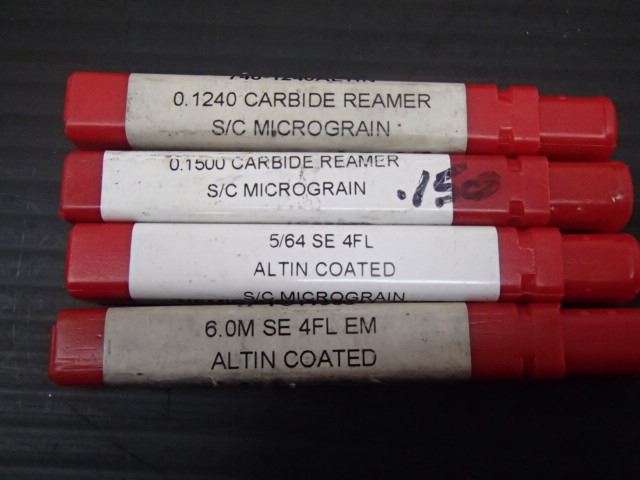 0.1240 CARBIDE REAMER
S/C MICROGRAIN
0.1500 CARBIDE REAMER
S/C MICROGRAIN
.150
5/64 SE 4FL
ALTIN COATED
S/C MICROGRAIN
6.0M SE 4FL EM
ALTIN COATED